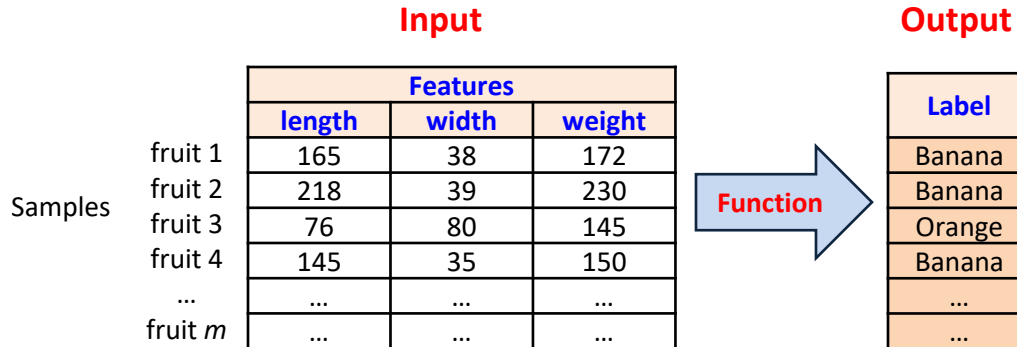 Input Output
Features
length width weight Label
fruit 1 165 38 172 Banana
fruit 2 218 39 230 Banana
Samples fruit 3 76 80 145 Function Orange
fruit 4 145 35 150 Banana
... ... ... ... ...
fruit m ... ... ... ...